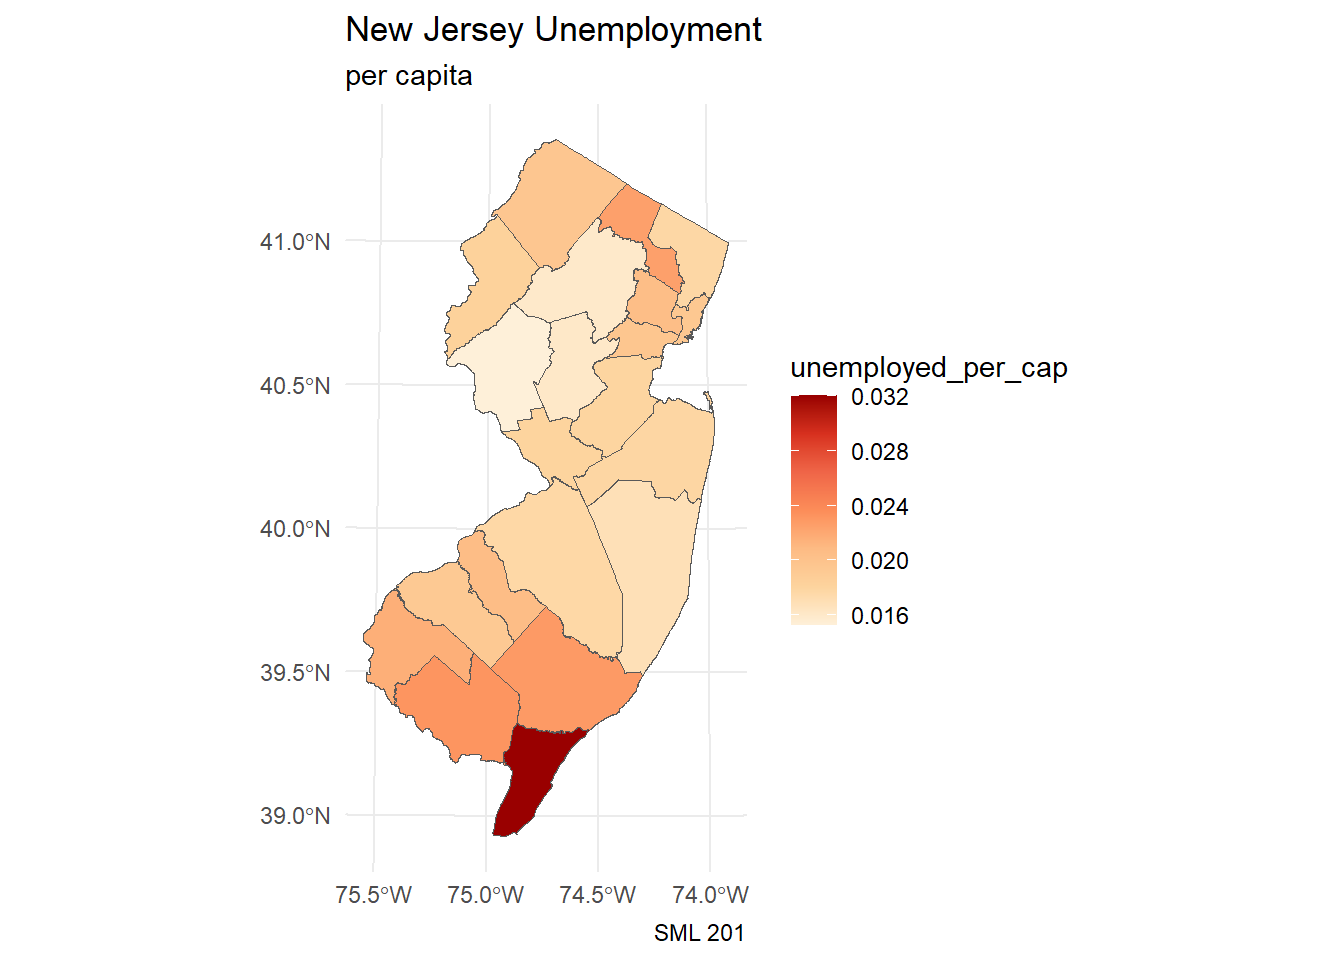 New Jersey Unemployment
per capita
41.0°N
40.5°N
40.0°N
39.5°N
39.0°N
75.5°W 75.0°W 74.5°W 74.0°W
unemployed_per_cap
0.032
0.028
0.024
0.020
0.016
SML 201